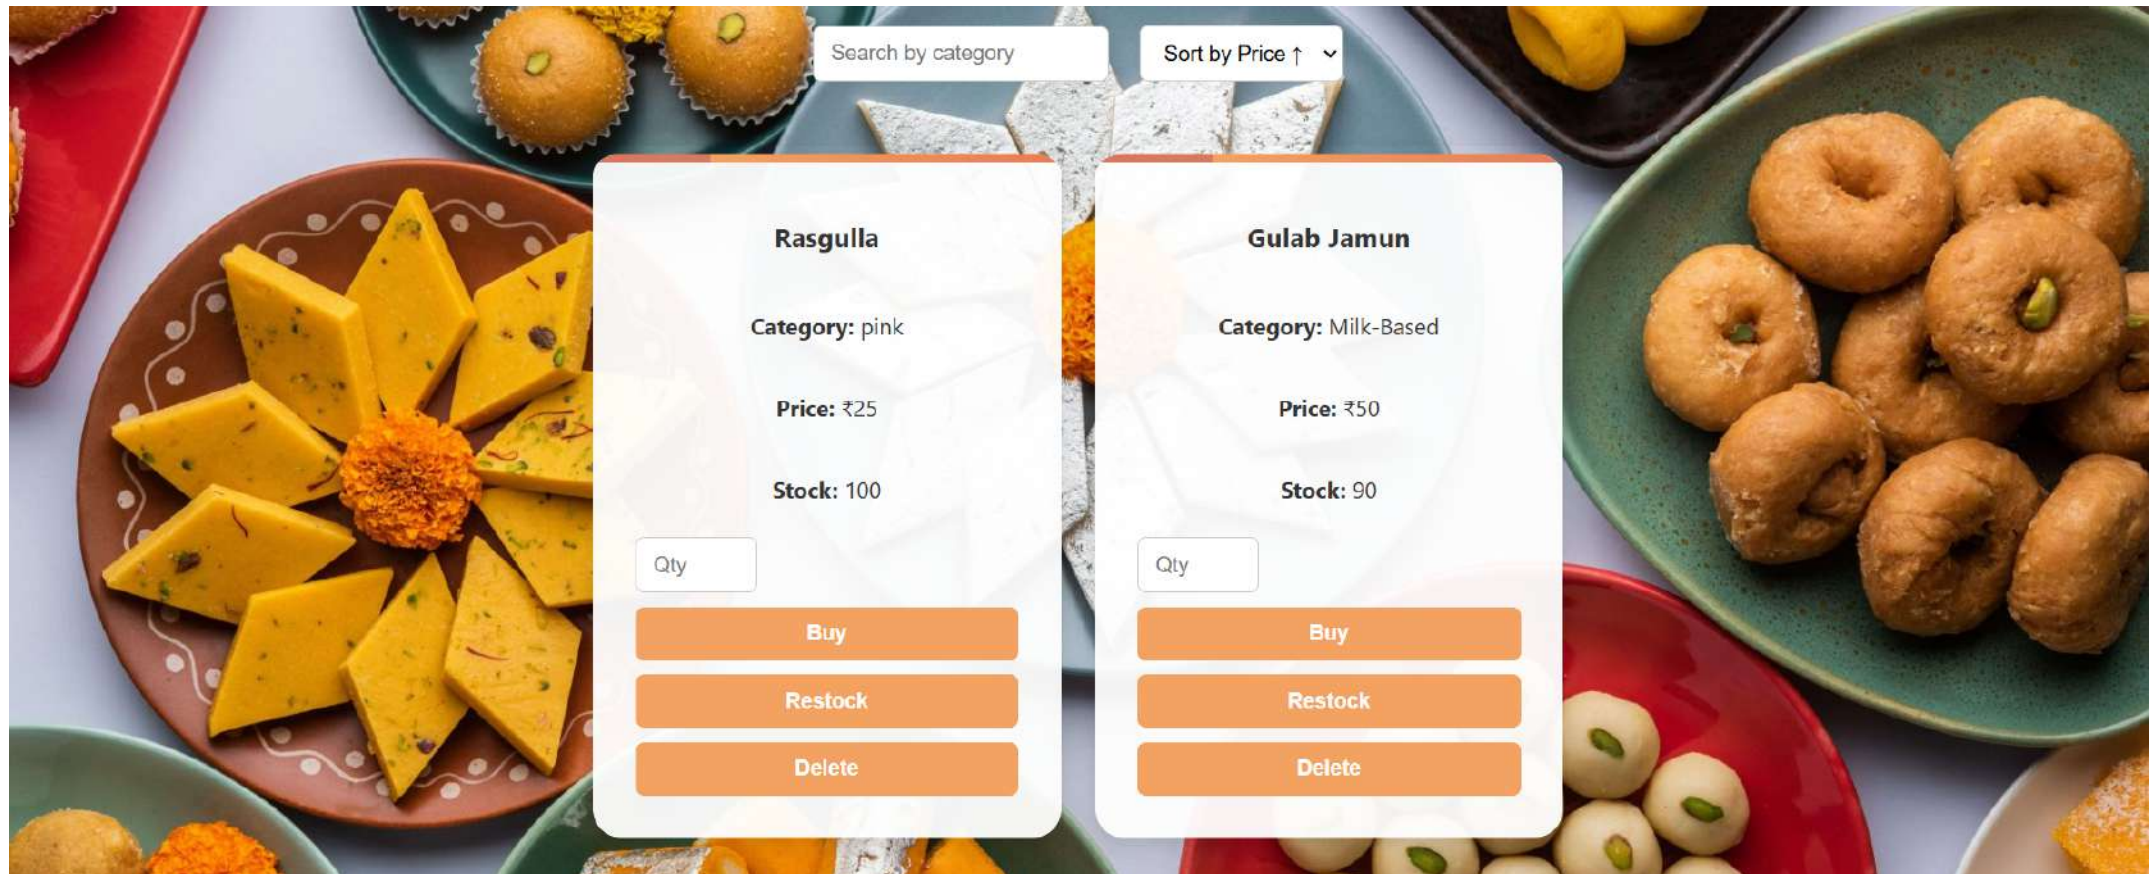 Search by category
Sort by Price ↑
Rasgulla
Category: pink
Price: ₹25
Stock: 100
Qty
Buy
Restock
Delete
Gulab Jamun
Category: Milk-Based
Price: ₹50
Stock: 90
Qty
Buy
Restock
Delete